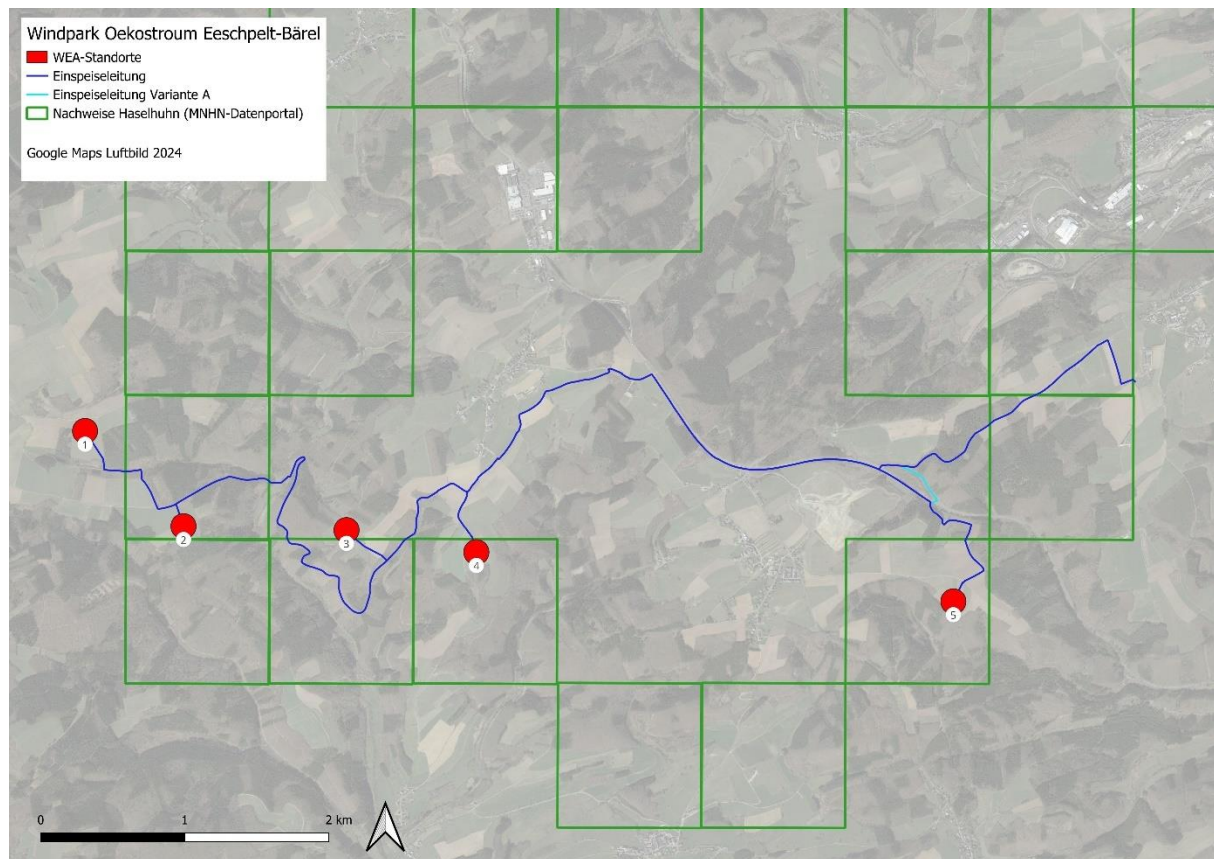 Windpark Oekostroum Eeschpelt-Bärel
WEA-Standorte
Einspeiseleitung
Einspeiseleitung Variante A
Nachweise Haselhuhn (MNHN-Datenportal)
Google Maps Luftbild 2024
1
2
3
4
5
0 1 2 km